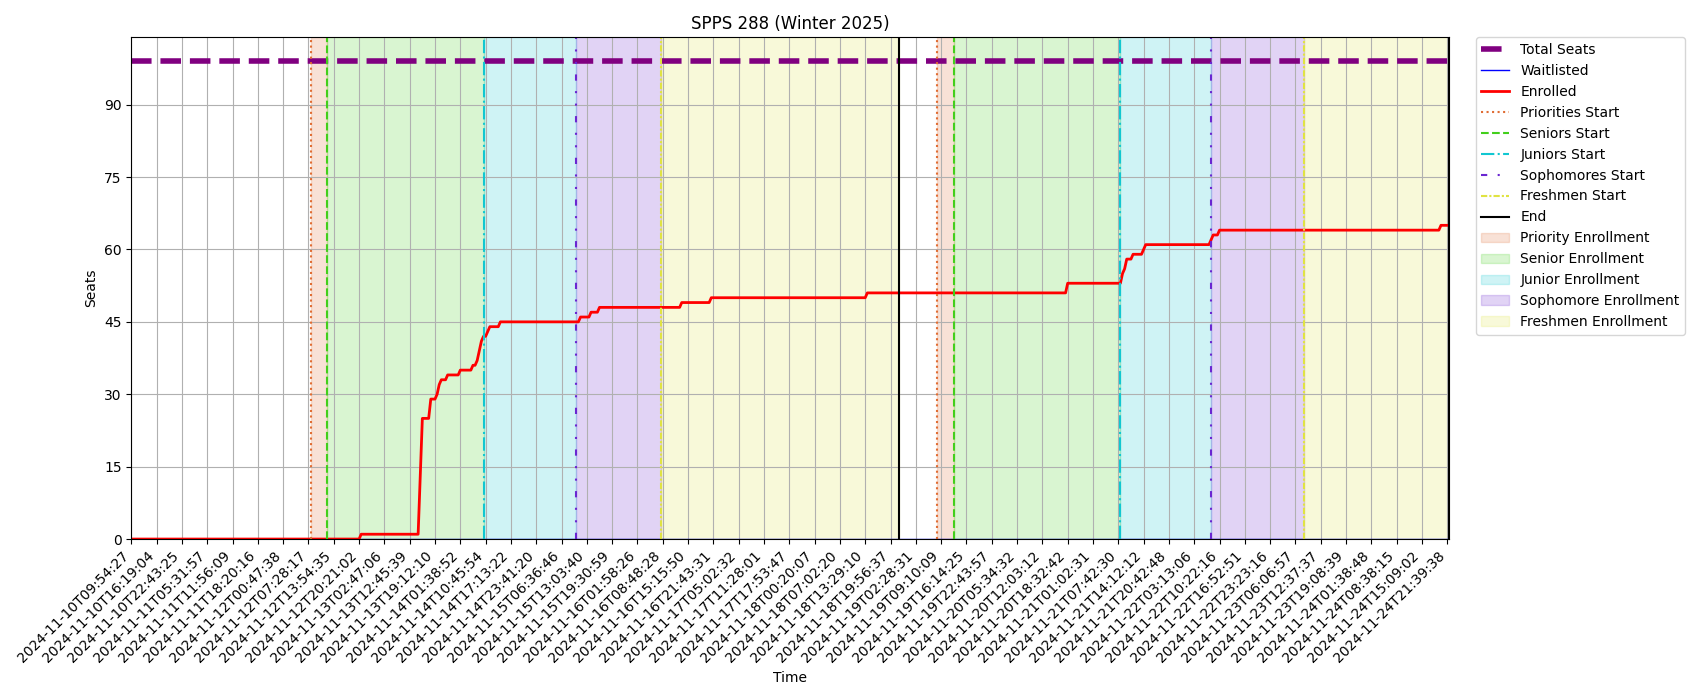 SPPS 288 (Winter 2025)
Seats
90
75
60
45
30
15
0
2024-11-10T09:54:27
2024-11-10T16:19:04
2024-11-10T22:43:25
2024-11-11T05:31:57
2024-11-11T11:56:09
2024-11-11T18:20:16
2024-11-12T00:47:38
2024-11-12T07:28:17
2024-11-12T13:54:35
2024-11-12T20:21:02
2024-11-13T02:47:06
2024-11-13T12:45:39
2024-11-13T19:12:10
2024-11-14T01:38:52
2024-11-14T10:45:54
2024-11-14T17:13:22
2024-11-14T23:41:20
2024-11-15T06:36:46
2024-11-15T13:03:40
2024-11-15T19:30:59
2024-11-16T01:58:26
2024-11-16T08:48:28
2024-11-16T15:15:50
2024-11-16T21:43:31
2024-11-17T05:02:32
2024-11-17T11:28:01
2024-11-17T17:53:47
2024-11-18T00:20:07
2024-11-18T07:02:20
2024-11-18T13:29:10
2024-11-18T19:56:37
2024-11-19T02:28:31
2024-11-19T09:10:09
2024-11-19T16:14:25
2024-11-19T22:43:57
2024-11-20T05:34:32
2024-11-20T12:03:12
2024-11-20T18:32:42
2024-11-21T01:02:31
2024-11-21T07:42:30
2024-11-21T14:12:12
2024-11-21T20:42:48
2024-11-22T03:13:06
2024-11-22T10:22:16
2024-11-22T16:52:51
2024-11-22T23:23:16
2024-11-23T06:06:57
2024-11-23T12:37:37
2024-11-23T19:08:39
2024-11-24T01:38:48
2024-11-24T08:38:15
2024-11-24T15:09:02
2024-11-24T21:39:38
Time
Total Seats
Waitlisted
Enrolled
Priorities Start
Seniors Start
Juniors Start
Sophomores Start
Freshmen Start
End
Priority Enrollment
Senior Enrollment
Junior Enrollment
Sophomore Enrollment
Freshmen Enrollment